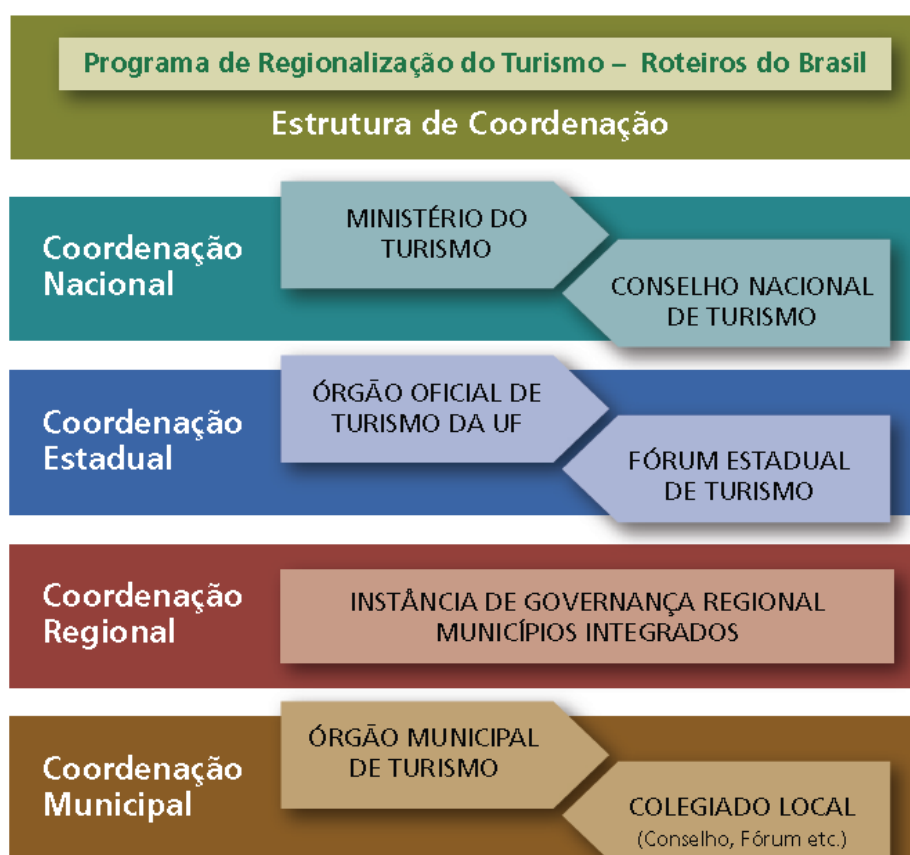 Programa de Regionalização do Turismo – Roteiros do Brasil
Estrutura de Coordenação
Coordenação
Nacional
MINISTÉRIO DO
TURISMO
CONSELHO NACIONAL
DE TURISMO
Coordenação
Estadual
ÓRGÃO OFICIAL DE
TURISMO DA UF
FÓRUM ESTADUAL
DE TURISMO
Coordenação
Regional
INSTÂNCIA DE GOVERNANÇA REGIONAL
MUNICÍPIOS INTEGRADOS
Coordenação
Municipal
ÓRGÃO MUNICIPAL
DE TURISMO
COLEGIADO LOCAL
(Conselho, Fórum etc.)